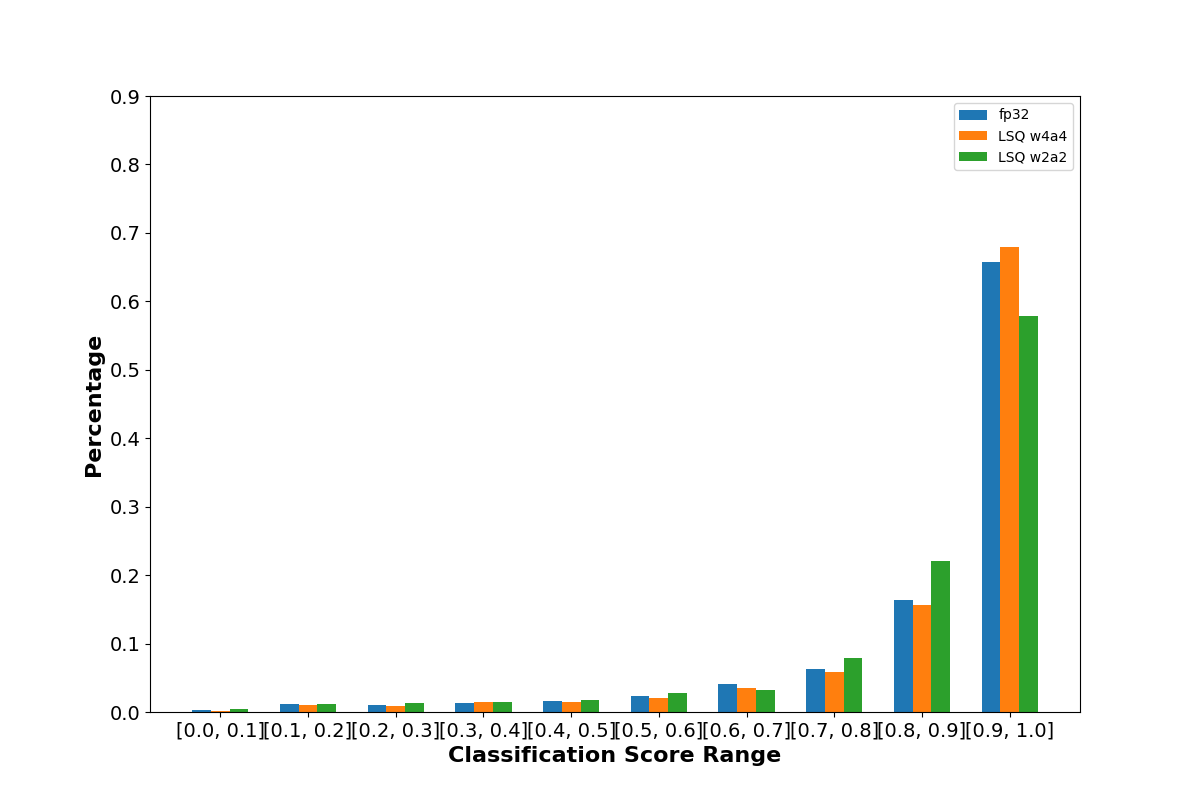 fp32
LSQ w4a4
LSQ w2a2
0.9
0.8
0.7
0.6
0.5
0.4
0.3
0.2
0.1
0.0
Percentage
[0.0, 0.1] [0.1, 0.2] [0.2, 0.3] [0.3, 0.4] [0.4, 0.5] [0.5, 0.6] [0.6, 0.7] [0.7, 0.8] [0.8, 0.9] [0.9, 1.0]
Classification Score Range